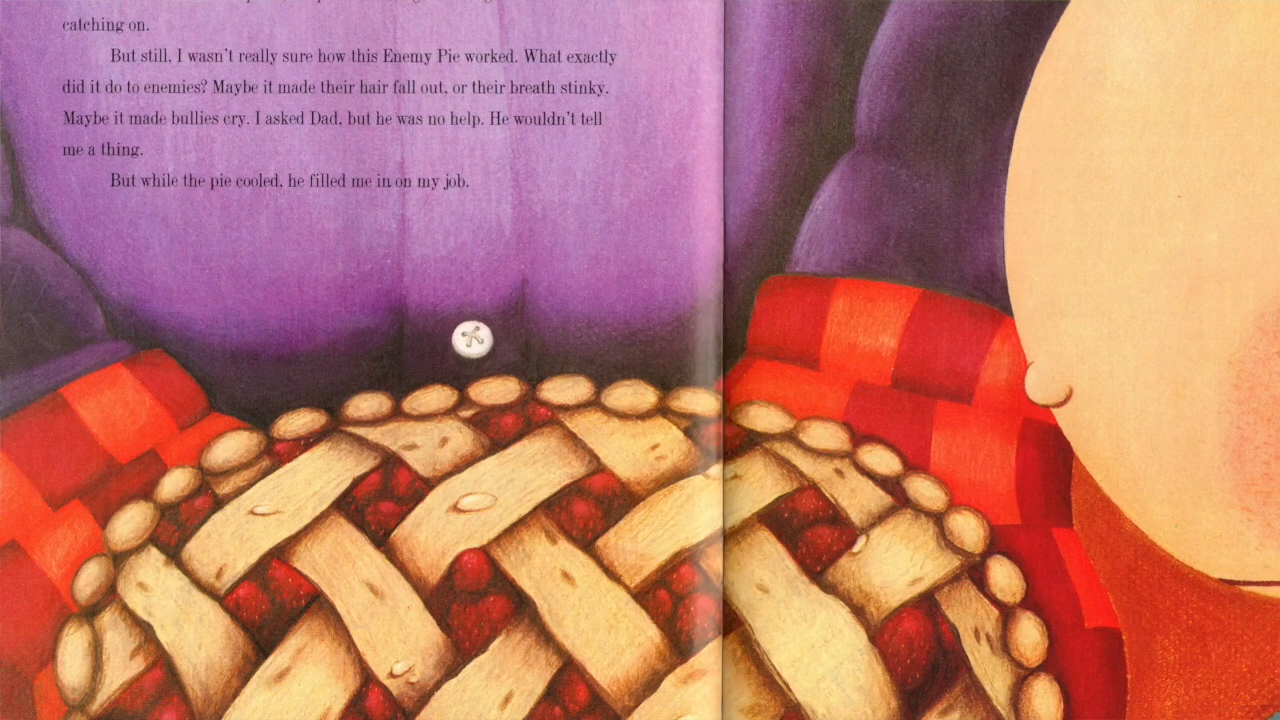 catching on.
But still, I wasn't really sure how this Enemy Pie worked. What exactly
did it do to enemies? Maybe it made their hair fall out, or their breath stinky.
Maybe it made bullies cry. I asked Dad, but he was no help. He wouldn't tell
me a thing.
But while the pie cooled, he filled me in on my job.